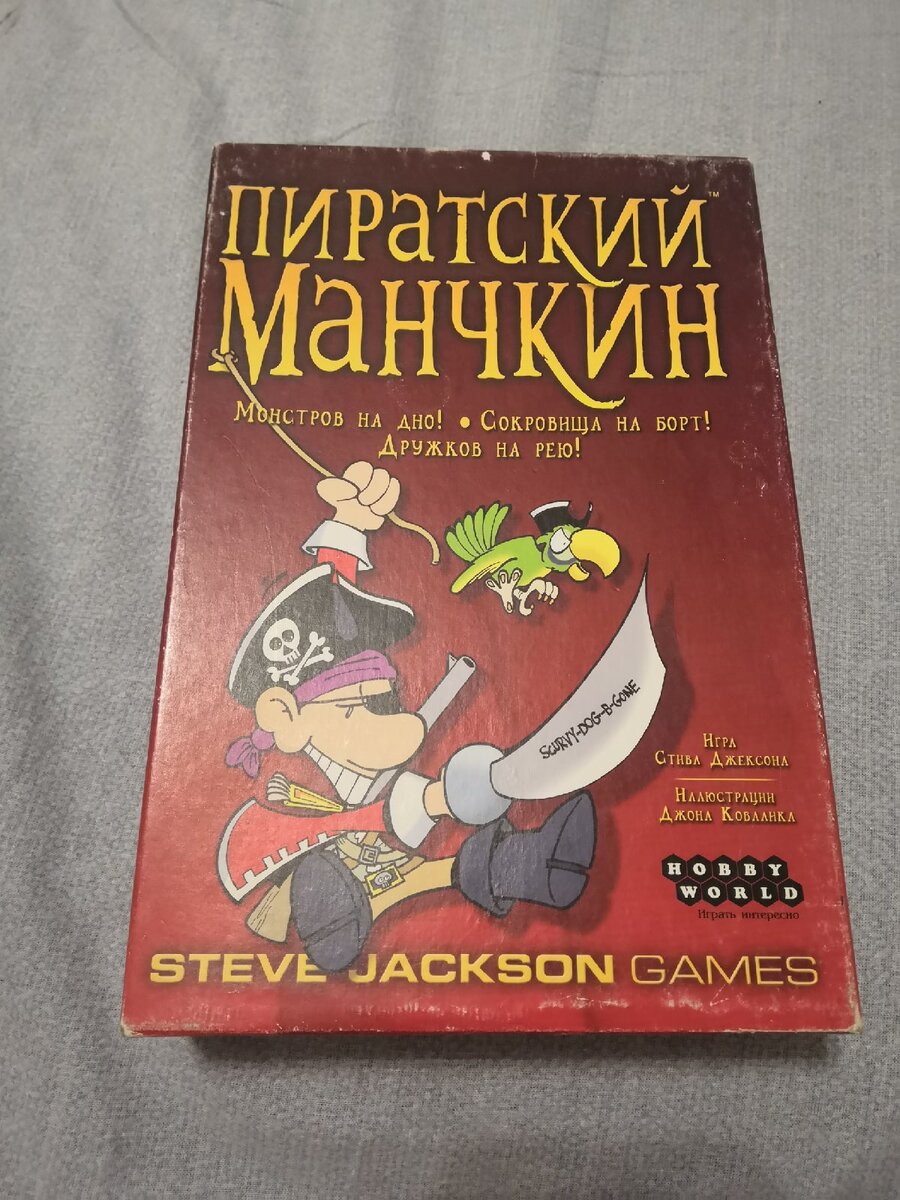 Пиратский™
Манчкин
Монстров на дно! • Сокровища на борт!
Дружков на рею!
SCURVY-DOG-B-GONE
Игра
Стива Джексона
Иллюстрации
Джона Ковалика
HOBBY
WORLD
Играть интересно
STEVE JACKSON GAMES